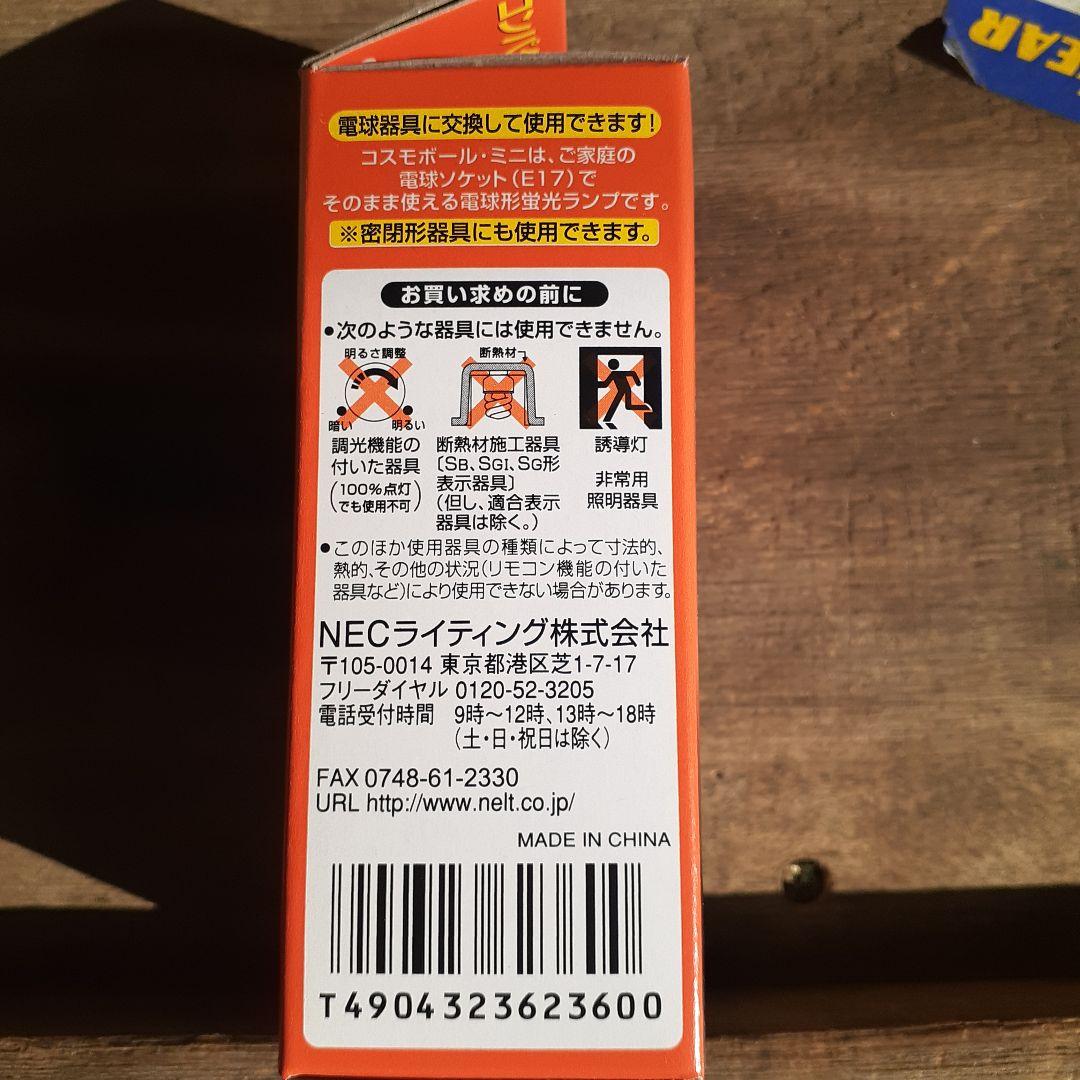 コンパ
EAR
電球器具に交換して使用できます!
コスモボール・ミニは、ご家庭の
電球ソケット(E17)で
そのまま使える電球形蛍光ランプです。
※密閉形器具にも使用できます。
お買い求めの前に
●次のような器具には使用できません。
明るさ調整
暗い 明るい
調光機能の
付いた器具
(100%点灯
でも使用不可)
断熱材
断熱材施工器具
〔SB、SGI、SG形
表示器具〕
(但し、適合表示
器具は除く。)
誘導灯
非常用
照明器具
●このほか使用器具の種類によって寸法的、
熱的、その他の状況(リモコン機能の付いた
器具など)により使用できない場合があります。
NECライティング株式会社
〒105-0014 東京都港区芝1-7-17
フリーダイヤル 0120-52-3205
電話受付時間 9時〜12時、13時〜18時
(土・日・祝日は除く)
FAX 0748-61-2330
URL http://www.nelt.co.jp/
MADE IN CHINA
T4904323623600